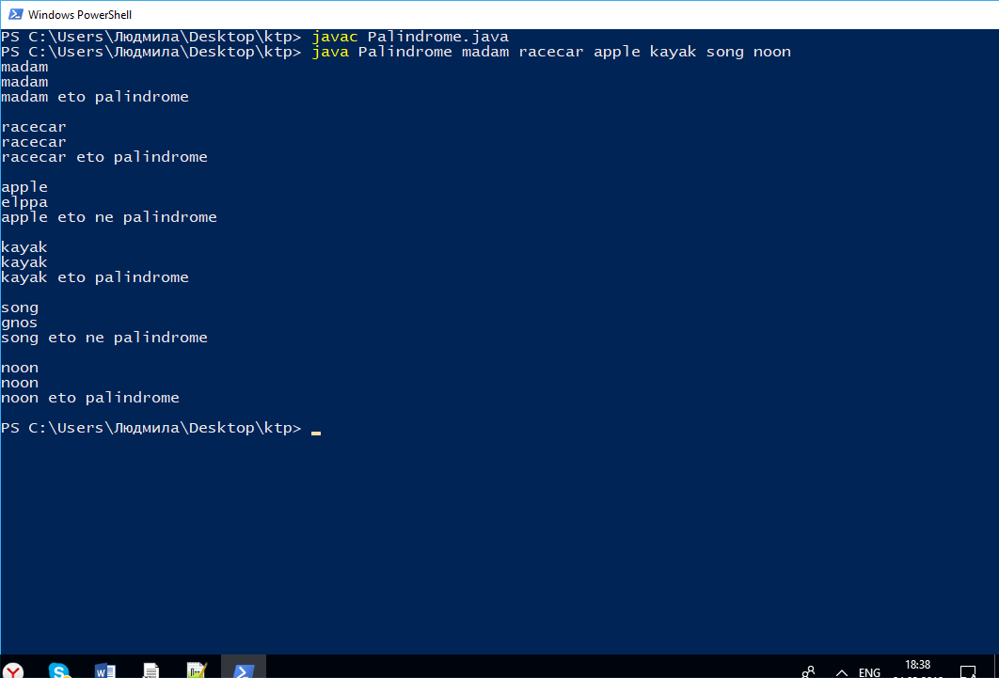 Windows PowerShell
PS C:\Users\Людмила\Desktop\ktp> javac Palindrome.java
PS C:\Users\Людмила\Desktop\ktp> java Palindrome madam racecar apple kayak song noon
madam
madam
madam eto palindrome
racecar
racecar
racecar eto palindrome
apple
elppa
apple eto ne palindrome
kayak
kayak
kayak eto palindrome
song
gnos
song eto ne palindrome
noon
noon
noon eto palindrome
PS C:\Users\Людмила\Desktop\ktp>
ENG
18:38